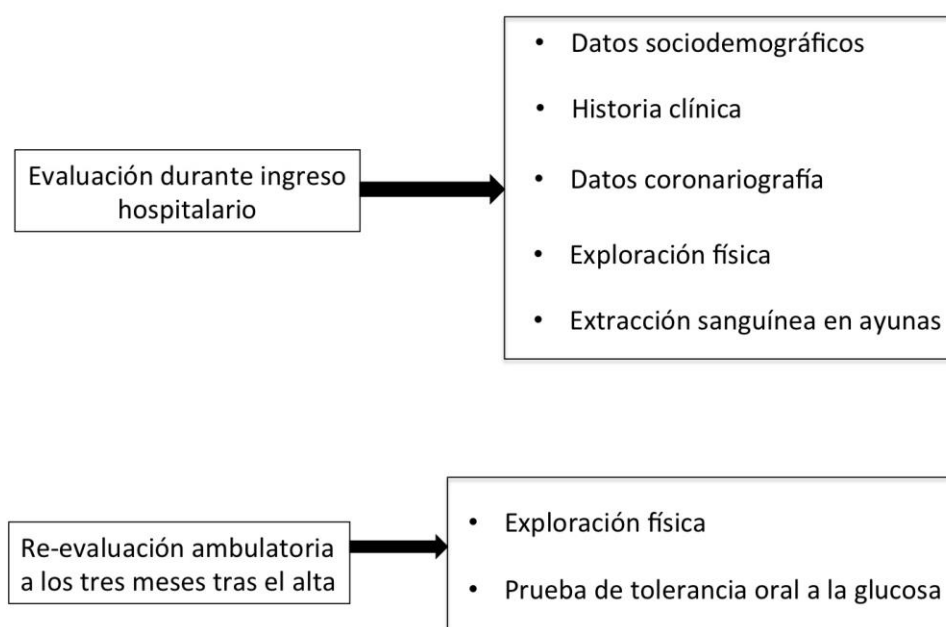 Evaluación durante ingreso
hospitalario
• Datos sociodemográficos
• Historia clínica
• Datos coronariografía
• Exploración física
• Extracción sanguínea en ayunas
Re-evaluación ambulatoria
a los tres meses tras el alta
• Exploración física
• Prueba de tolerancia oral a la glucosa